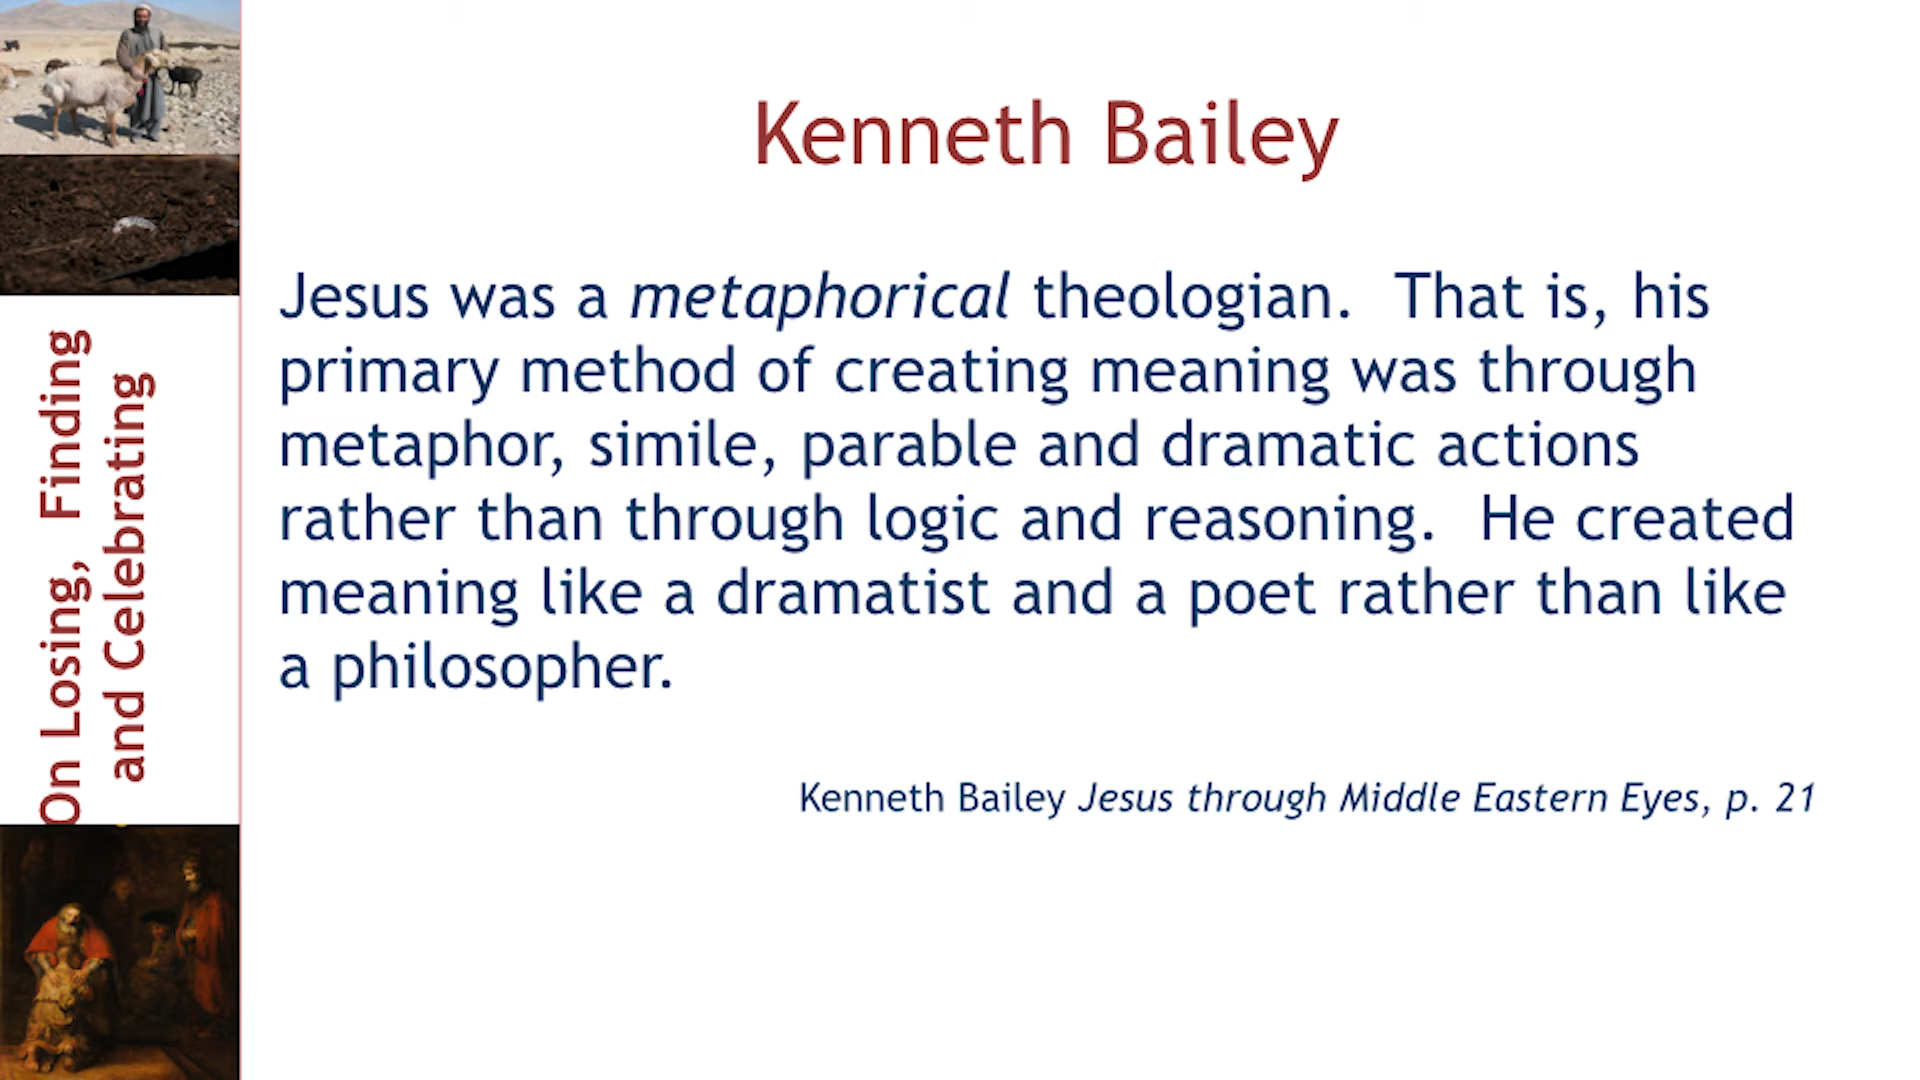 Kenneth Bailey
Jesus was a metaphorical theologian.  That is, his
primary method of creating meaning was through
metaphor, simile, parable and dramatic actions
rather than through logic and reasoning.  He created
meaning like a dramatist and a poet rather than like
a philosopher.
Kenneth Bailey Jesus through Middle Eastern Eyes, p. 21
On Losing,  Finding
and Celebrating